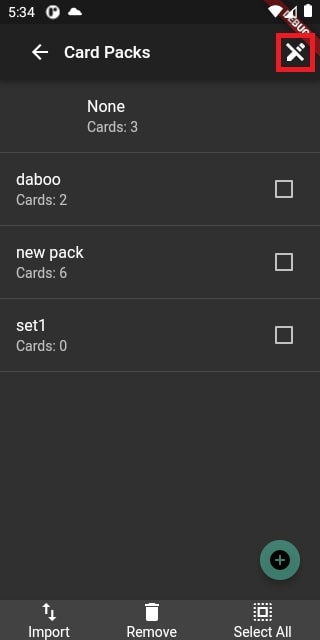 5:34
DEBUG
Card Packs
None
Cards: 3
daboo
Cards: 2
new pack
Cards: 6
set1
Cards: 0
Import
Remove
Select All